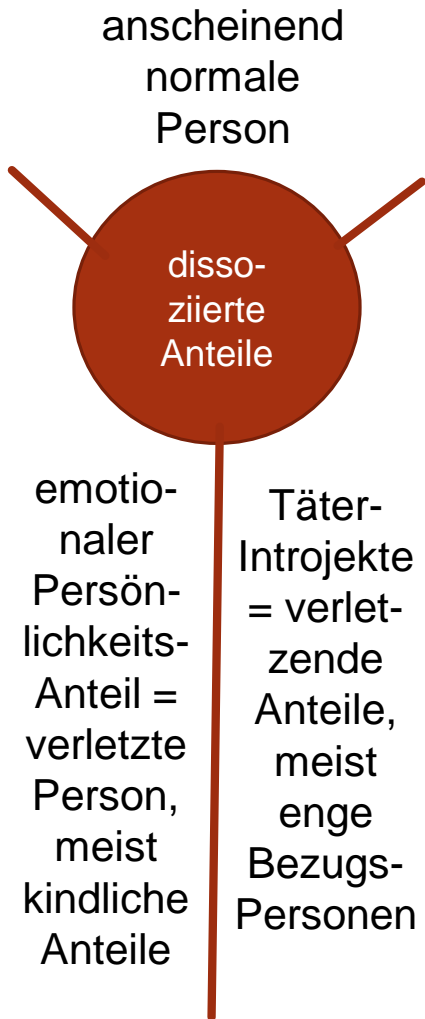 anscheinend
normale
Person
disso-
ziierte
Anteile
emotio-
naler
Persön-
lichkeits-
Anteil =
verletzte
Person,
meist
kindliche
Anteile
Täter-
Introjekte
= verlet-
zende
Anteile,
meist
enge
Bezugs-
Personen